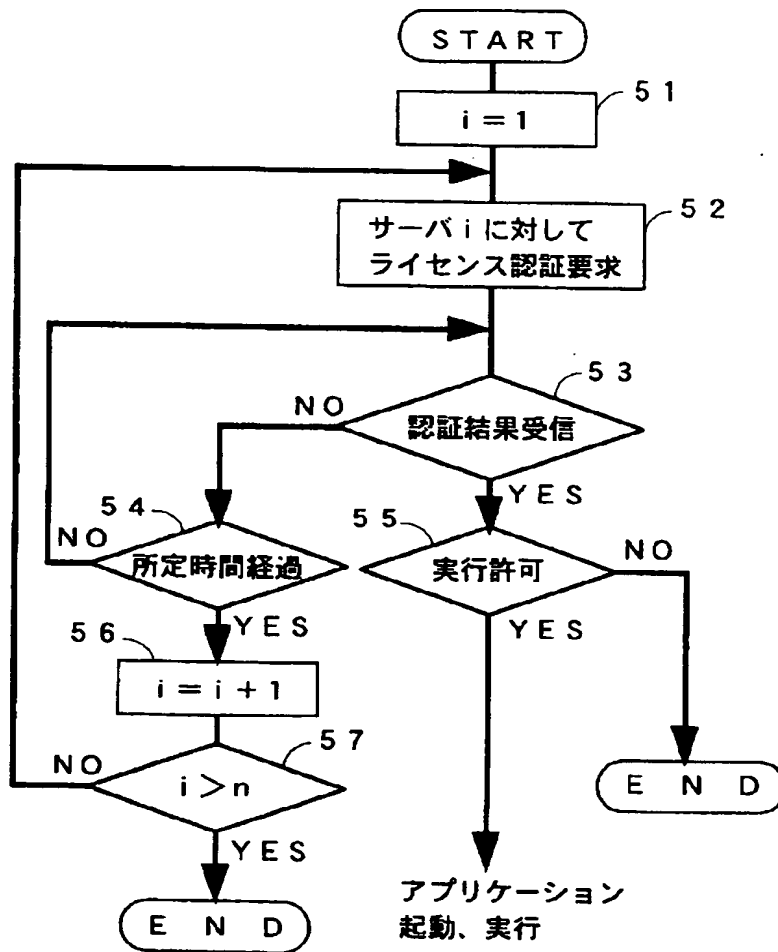 START
51
i=1
52
サーバiに対して
ライセンス認証要求
53
NO
認証結果受信
YES
54
NO
所定時間経過
YES
55
実行許可
NO
YES
56
i=i+1
57
NO
i>n
YES
END
END
アプリケーション
起動、実行